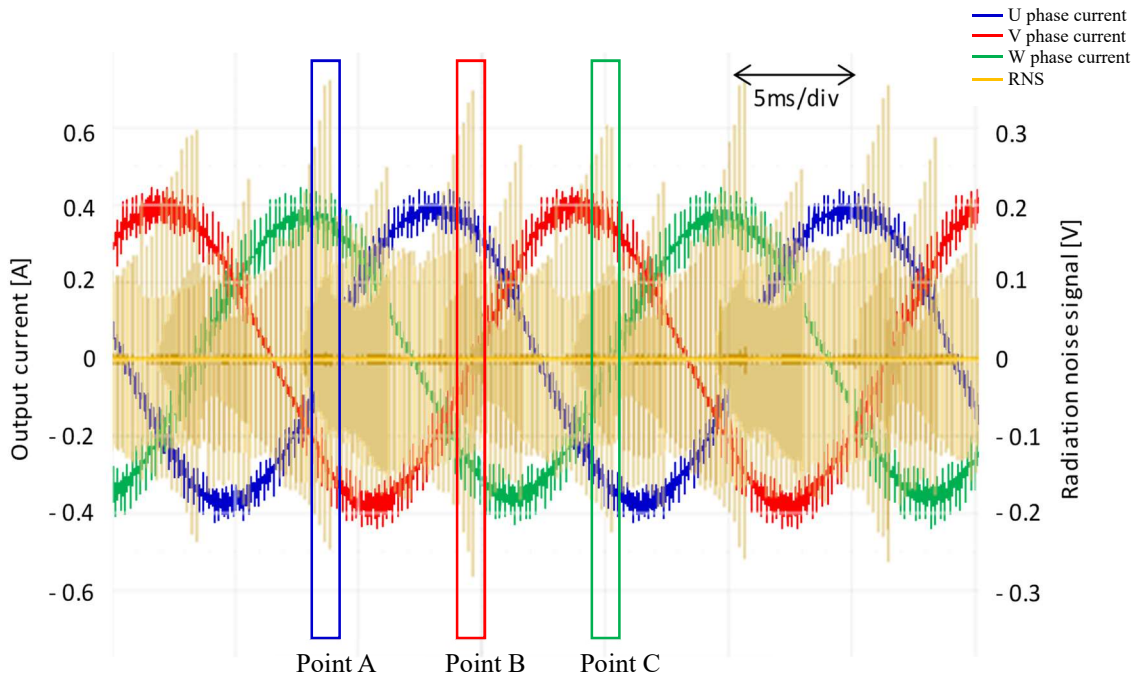 U phase current
V phase current
W phase current
RNS
5ms/div
Output current [A]
0.6
0.4
0.2
0
- 0.2
- 0.4
- 0.6
0.3
0.2
0.1
0
- 0.1
- 0.2
- 0.3
Radiation noise signal [V]
Point A
Point B
Point C